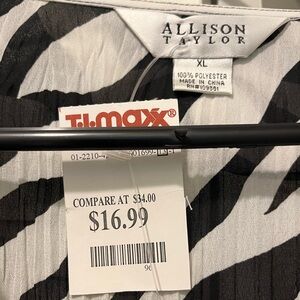 ALLISON
TAYLOR
XL
100% POLYESTER
MADE IN CHINA
T.J.maxx®
COMPARE AT $34.00
$16.99